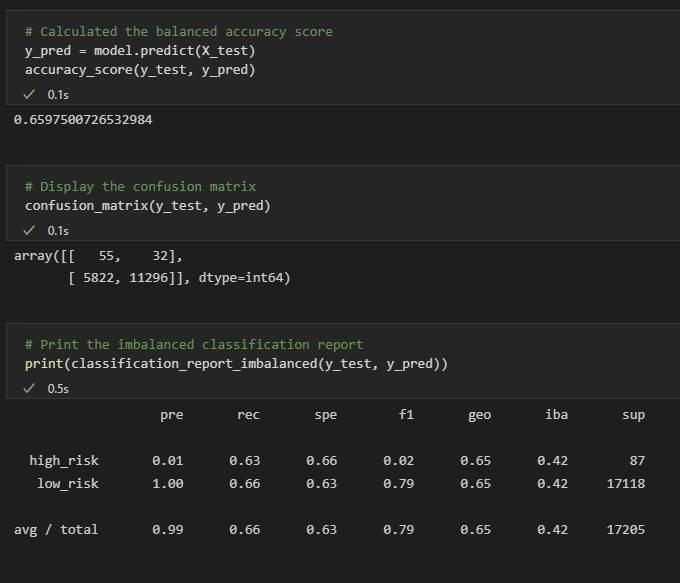 # Calculated the balanced accuracy score
y_pred = model.predict(X_test)
accuracy_score(y_test, y_pred)
✓ 0.1s
0.6597500726532984
# Display the confusion matrix
confusion_matrix(y_test, y_pred)
✓ 0.1s
array([[   55,    32],
       [ 5822, 11296]], dtype=int64)
# Print the imbalanced classification report
print(classification_report_imbalanced(y_test, y_pred))
✓ 0.5s
pre rec spe f1 geo iba sup
high_risk 0.01 0.63 0.66 0.02 0.65 0.42 87
low_risk 1.00 0.66 0.63 0.79 0.65 0.42 17118
avg / total 0.99 0.66 0.63 0.79 0.65 0.42 17205